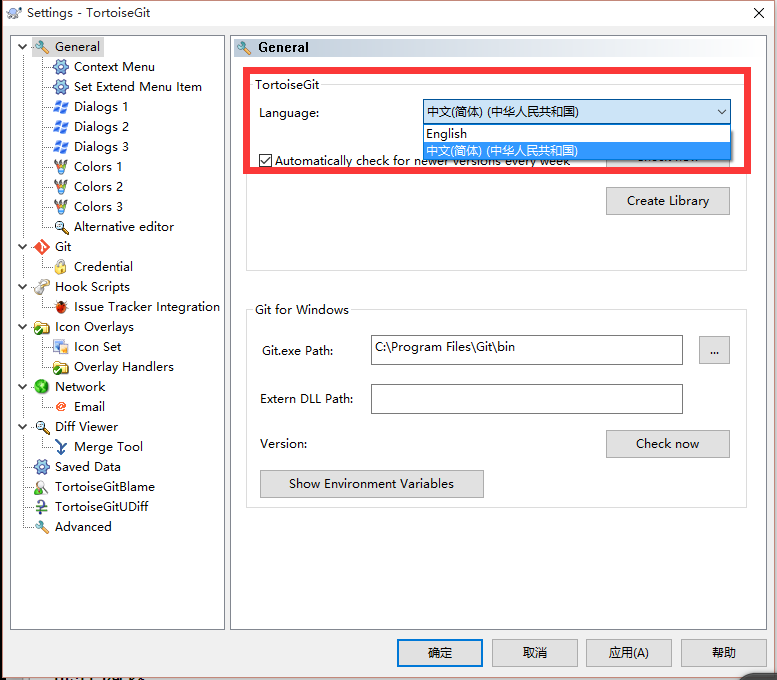 Settings - TortoiseGit
General
Context Menu
Set Extend Menu Item
Dialogs 1
Dialogs 2
Dialogs 3
Colors 1
Colors 2
Colors 3
Alternative editor
Git
Credential
Hook Scripts
Issue Tracker Integration
Icon Overlays
Icon Set
Overlay Handlers
Network
Email
Diff Viewer
Merge Tool
Saved Data
TortoiseGitBlame
TortoiseGitUDiff
Advanced
General
TortoiseGit
Language:
中文(简体) (中华人民共和国)
English
中文(简体) (中华人民共和国)
Automatically check for newer versions every week
Create Library
Git for Windows
Git.exe Path:
C:\Program Files\Git\bin
...
Extern DLL Path:
Version:
Check now
Show Environment Variables
确定
取消
应用(A)
帮助